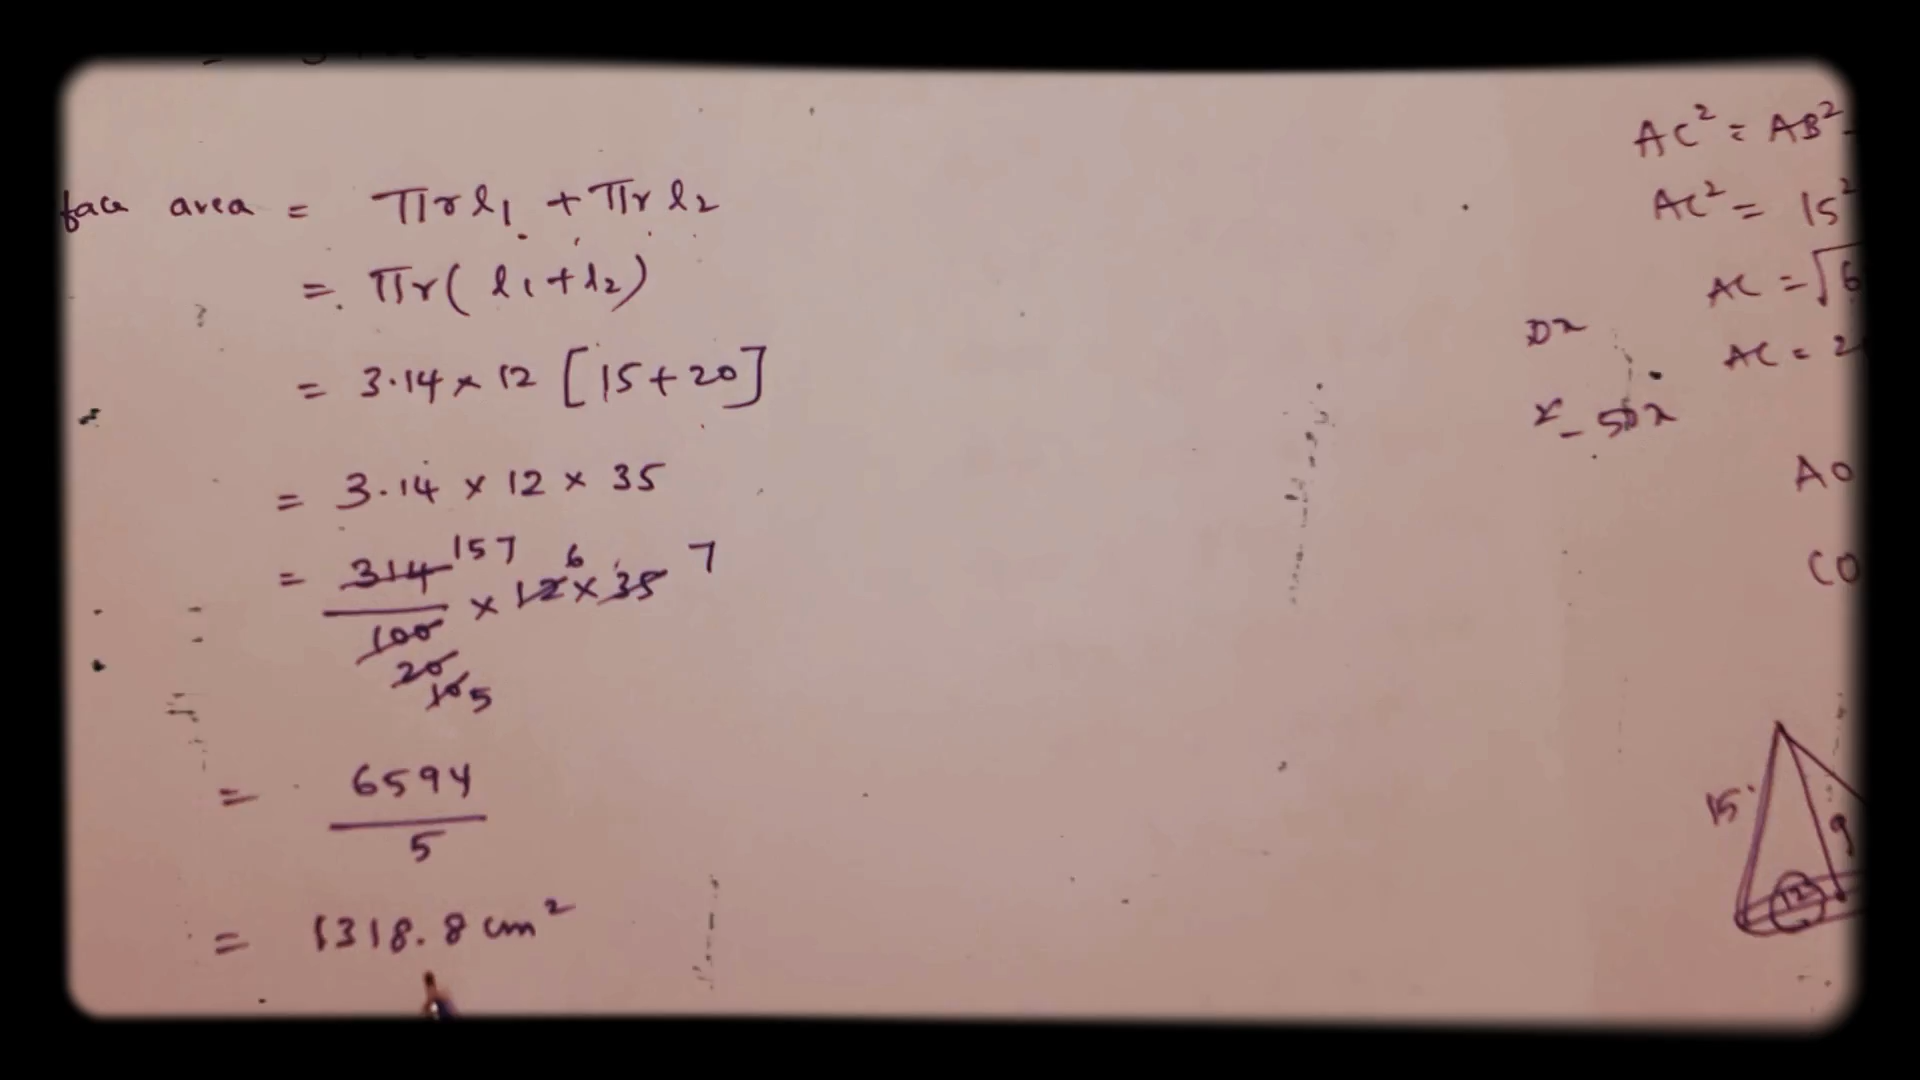 face area = πrl₁ + πrl₂
= πr( l₁+l₂)
= 3.14 × 12 [15+20]
= 3.14 × 12 × 35
= 314 157 / 100 20 10 5 × 12 6 × 35 7
= 6594 / 5
= 1318.8 cm²
AC² = AB²
AC² = 15²
AC = √6
AC = 2
AO
CO
15
9
12